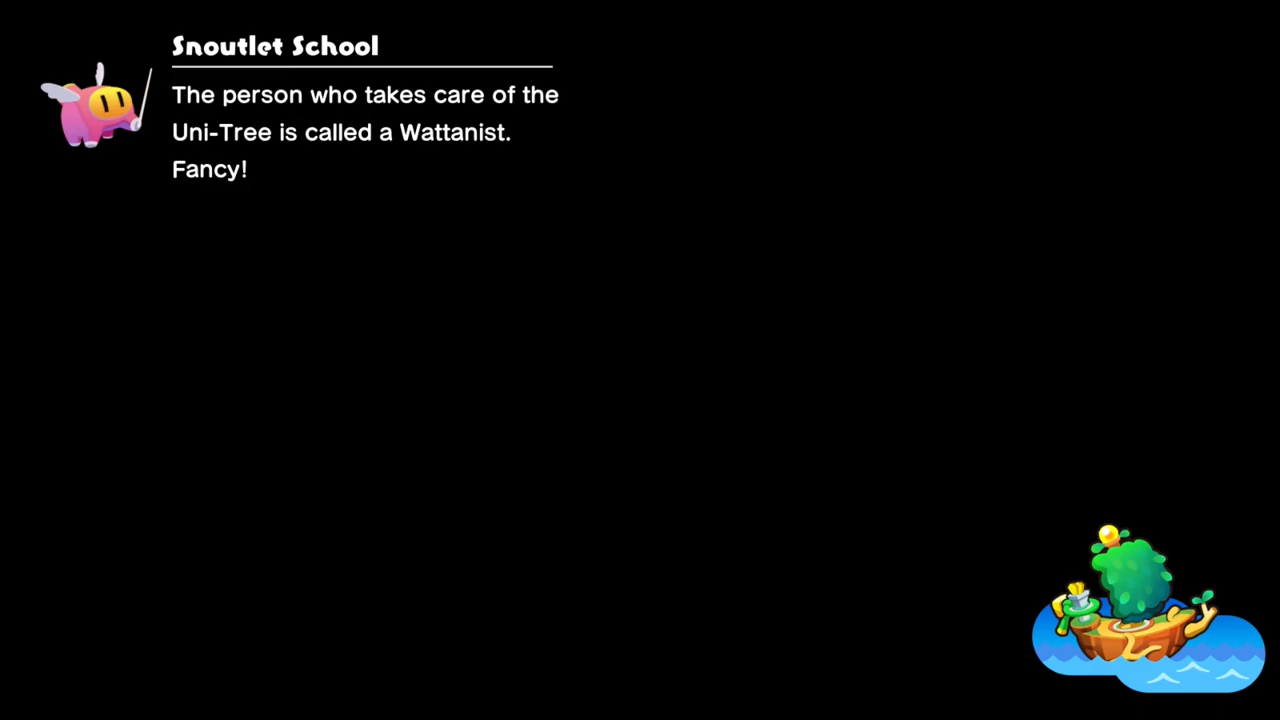 Snoutlet School
The person who takes care of the
Uni-Tree is called a Wattanist.
Fancy!